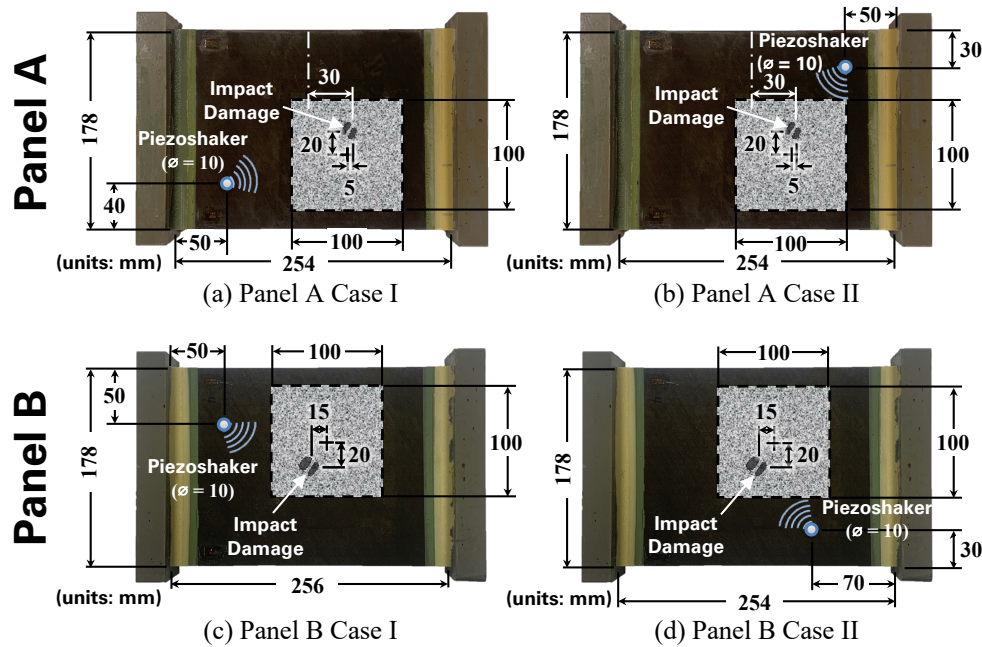 Panel A
178
40
50
(units: mm)
254
100
100
30
20
5
Impact
Damage
Piezoshaker
(ø = 10)
(a) Panel A Case I
178
(units: mm)
254
100
100
30
20
5
50
30
Impact
Damage
Piezoshaker
(ø = 10)
(b) Panel A Case II
Panel B
50
50
178
100
100
15
20
Piezoshaker
(ø = 10)
Impact
Damage
256
(units: mm)
(c) Panel B Case I
178
100
100
15
20
Piezoshaker
(ø = 10)
Impact
Damage
30
70
254
(units: mm)
(d) Panel B Case II